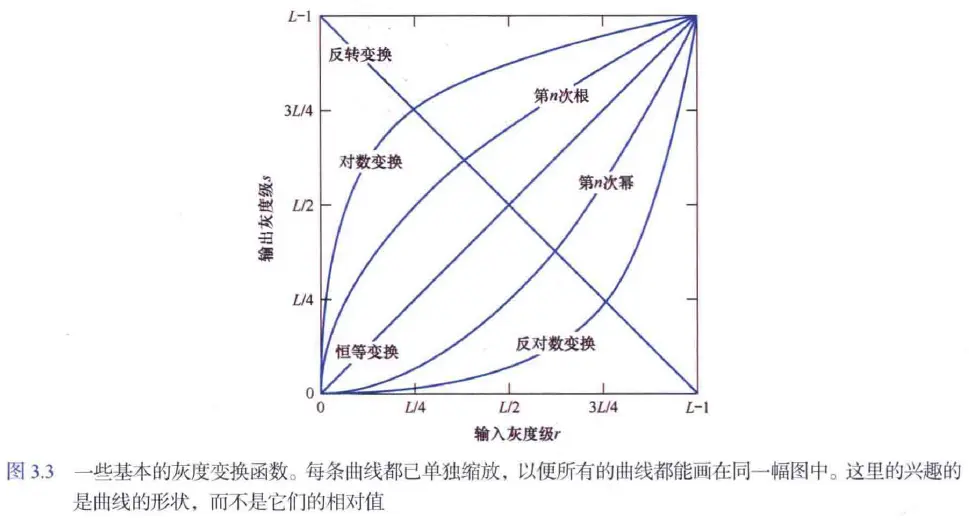 L−1
反转变换
第n次根
3L/4
对数变换
第n次幂
L/2
输出灰度级s
L/4
恒等变换
反对数变换
0
0 L/4 L/2 3L/4 L−1
输入灰度级r
图 3.3 一些基本的灰度变换函数。每条曲线都已单独缩放，以便所有的曲线都能画在同一幅图中。这里的兴趣的
是曲线的形状，而不是它们的相对值